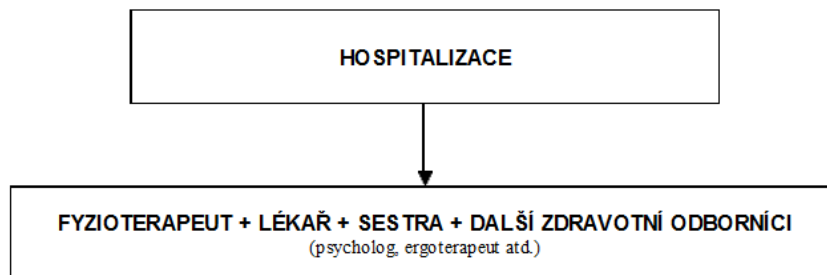 HOSPITALIZACE
FYZIOTERAPEUT + LÉKAŘ + SESTRA + DALŠÍ ZDRAVOTNÍ ODBORNÍCI
(psycholog, ergoterapeut atd.)